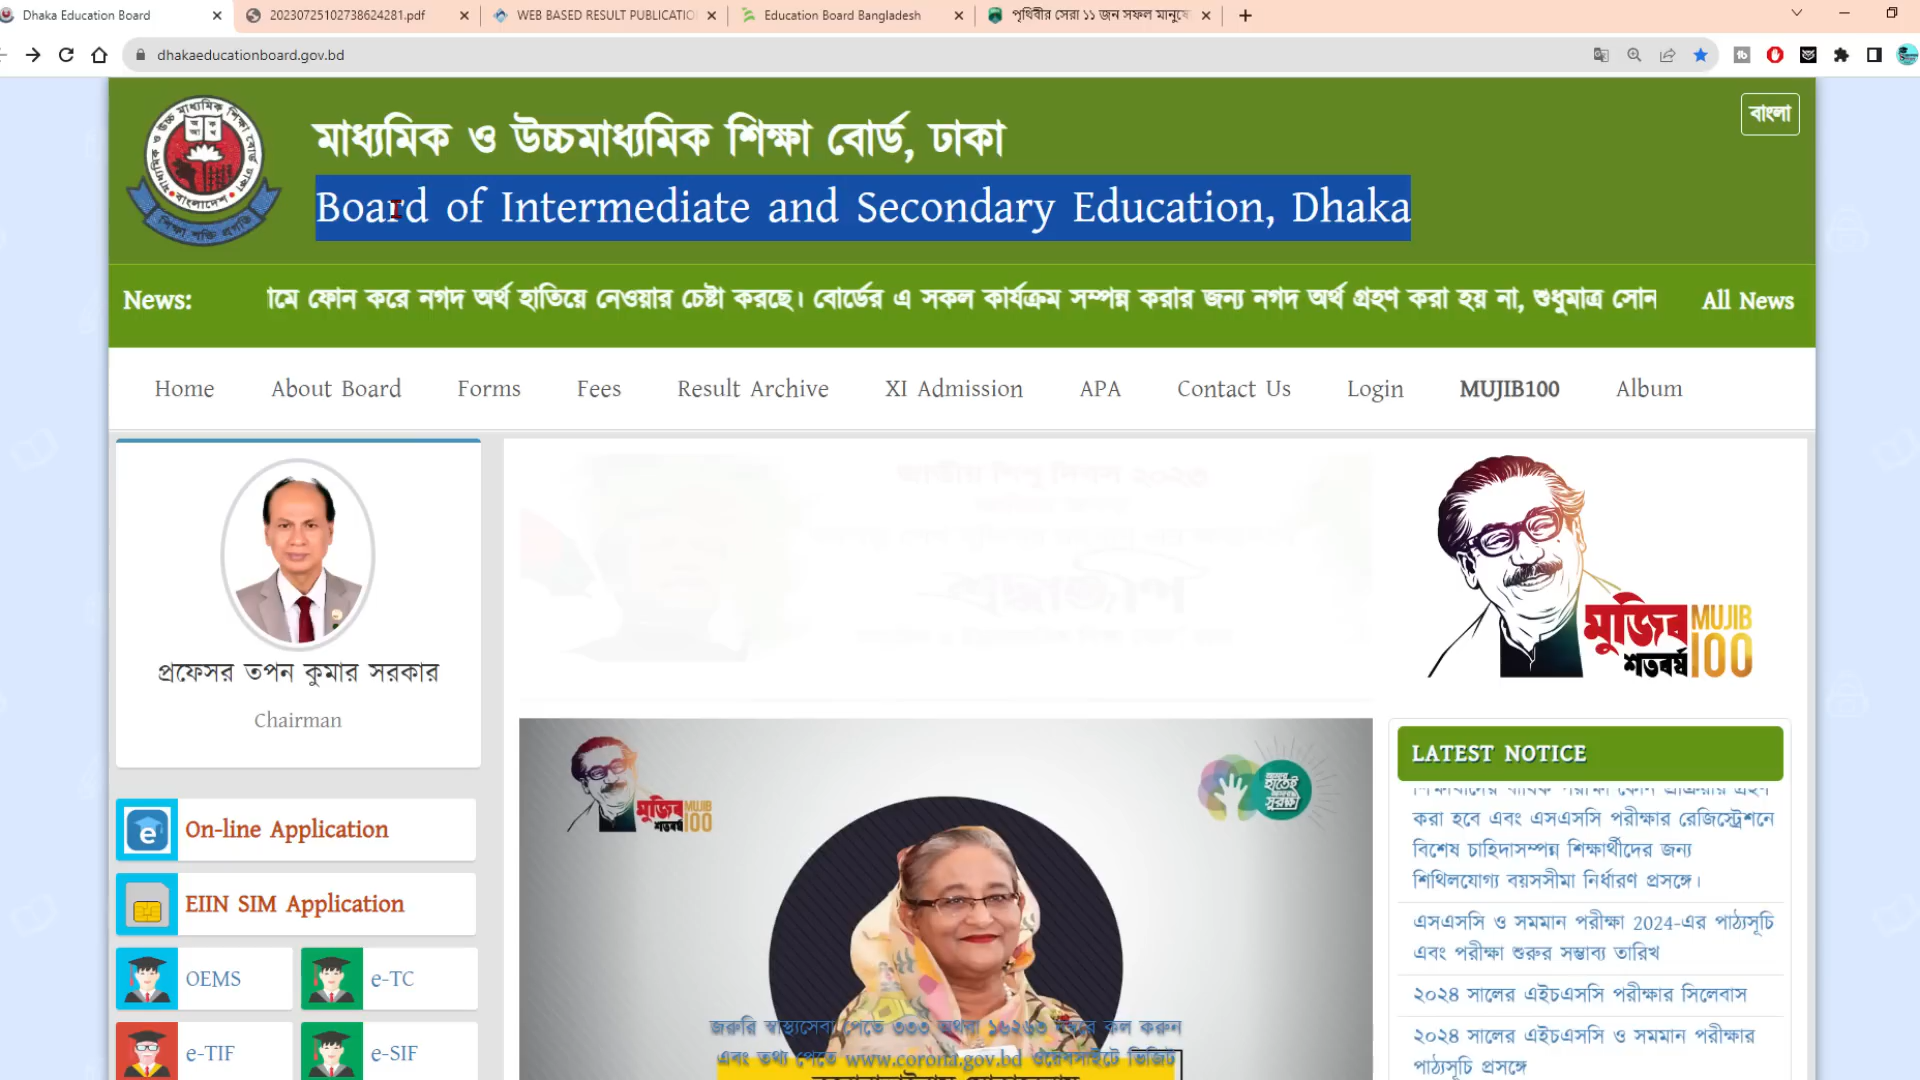 Dhaka Education Board
20230725102738624281.pdf
WEB BASED RESULT PUBLICATIO
Education Board Bangladesh
পৃথিবীর সেরা ১১ জন সফল মানুষে
dhakaeducationboard.gov.bd
মাধ্যমিক ও উচ্চমাধ্যমিক শিক্ষা বোর্ড, ঢাকা
বাংলা
Board of Intermediate and Secondary Education, Dhaka
News:
ামে ফোন করে নগদ অর্থ হাতিয়ে নেওয়ার চেষ্টা করছে। বোর্ডের এ সকল কার্যক্রম সম্পন্ন করার জন্য নগদ অর্থ গ্রহণ করা হয় না, শুধুমাত্র সোন
All News
Home
About Board
Forms
Fees
Result Archive
XI Admission
APA
Contact Us
Login
MUJIB100
Album
জাতীয় শিশু দিবস ২০২৩
শ্রদ্ধাঞ্জলি
মুজিব MUJIB
শতবর্ষ 100
প্রফেসর তপন কুমার সরকার
Chairman
On-line Application
EIIN SIM Application
OEMS
e-TC
e-TIF
e-SIF
মুজিব MUJIB
শতবর্ষ 100
জরুরি স্বাস্থ্যসেবা পেতে ৩৩৩ অথবা ১৬২৬৩ নম্বরে কল করুন
এবং তথ্য পেতে www.corona.gov.bd ওয়েবসাইটে ভিজিট
LATEST NOTICE
করা হবে এবং এসএসসি পরীক্ষার রেজিস্ট্রেশনে
বিশেষ চাহিদাসম্পন্ন শিক্ষার্থীদের জন্য
শিথিলযোগ্য বয়সসীমা নির্ধারণ প্রসঙ্গে।
এসএসসি ও সমমান পরীক্ষা 2024-এর পাঠ্যসূচি
এবং পরীক্ষা শুরুর সম্ভাব্য তারিখ
২০২৪ সালের এইচএসসি পরীক্ষার সিলেবাস
২০২৪ সালের এইচএসসি ও সমমান পরীক্ষার
পাঠ্যসূচি প্রসঙ্গে